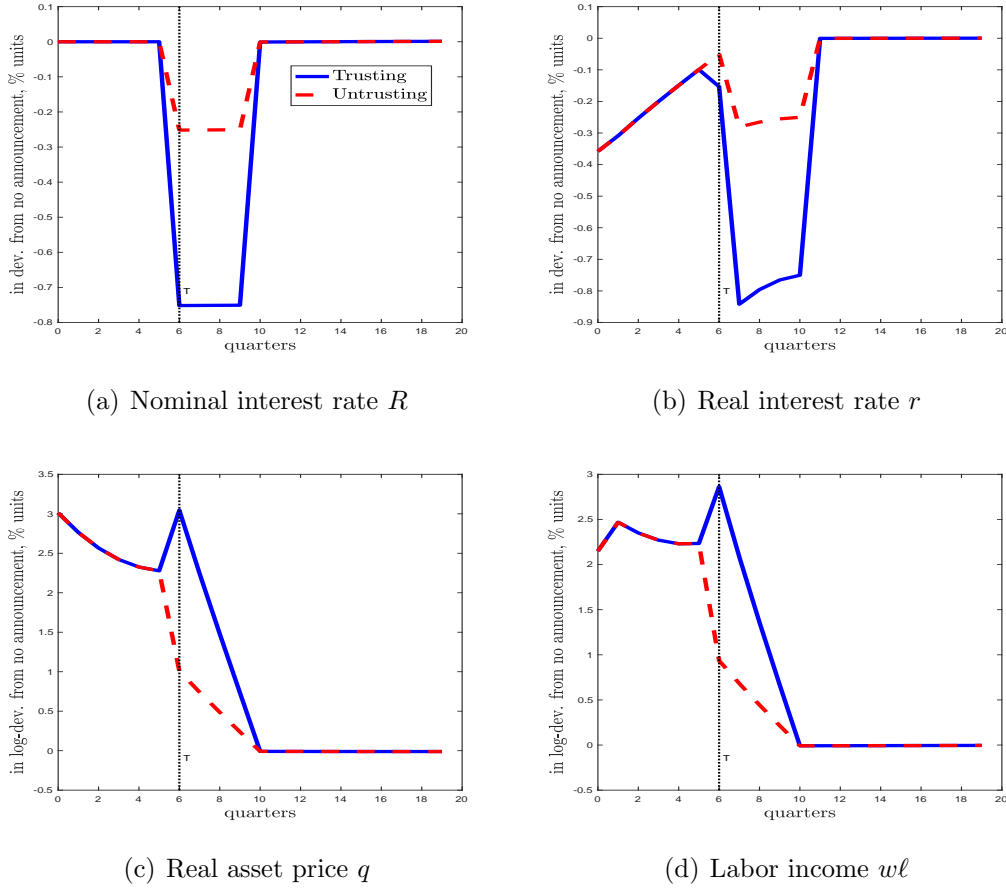 in dev. from no announcement, % units
0.1
0
-0.1
-0.2
-0.3
-0.4
-0.5
-0.6
-0.7
-0.8
0 2 4 6 8 10 12 14 16 18 20
quarters
T
Trusting
Untrusting
(a) Nominal interest rate R
in dev. from no announcement, % units
0.1
0
-0.1
-0.2
-0.3
-0.4
-0.5
-0.6
-0.7
-0.8
-0.9
0 2 4 6 8 10 12 14 16 18 20
quarters
T
(b) Real interest rate r
in log-dev. from no announcement, % units
3.5
3
2.5
2
1.5
1
0.5
0
-0.5
0 2 4 6 8 10 12 14 16 18 20
quarters
T
(c) Real asset price q
in log-dev. from no announcement, % units
3
2.5
2
1.5
1
0.5
0
-0.5
0 2 4 6 8 10 12 14 16 18 20
quarters
T
(d) Labor income wℓ